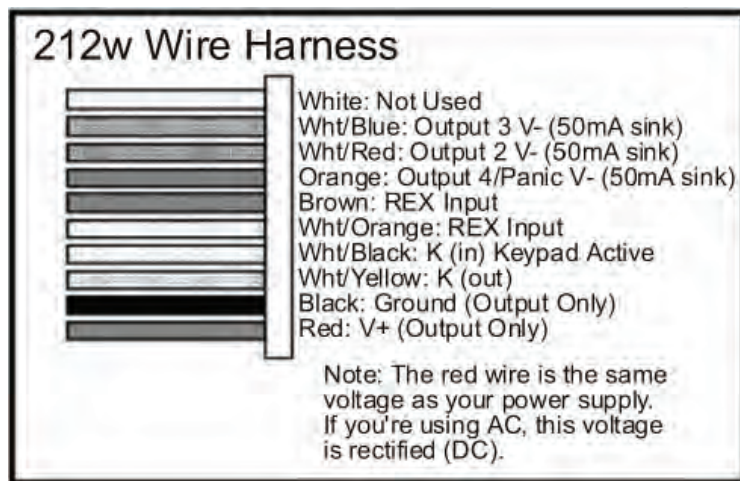 212w Wire Harness
White: Not Used
Wht/Blue: Output 3 V- (50mA sink)
Wht/Red: Output 2 V- (50mA sink)
Orange: Output 4/Panic V- (50mA sink)
Brown: REX Input
Wht/Orange: REX Input
Wht/Black: K (in) Keypad Active
Wht/Yellow: K (out)
Black: Ground (Output Only)
Red: V+ (Output Only)
Note: The red wire is the same
voltage as your power supply.
If you're using AC, this voltage
is rectified (DC).